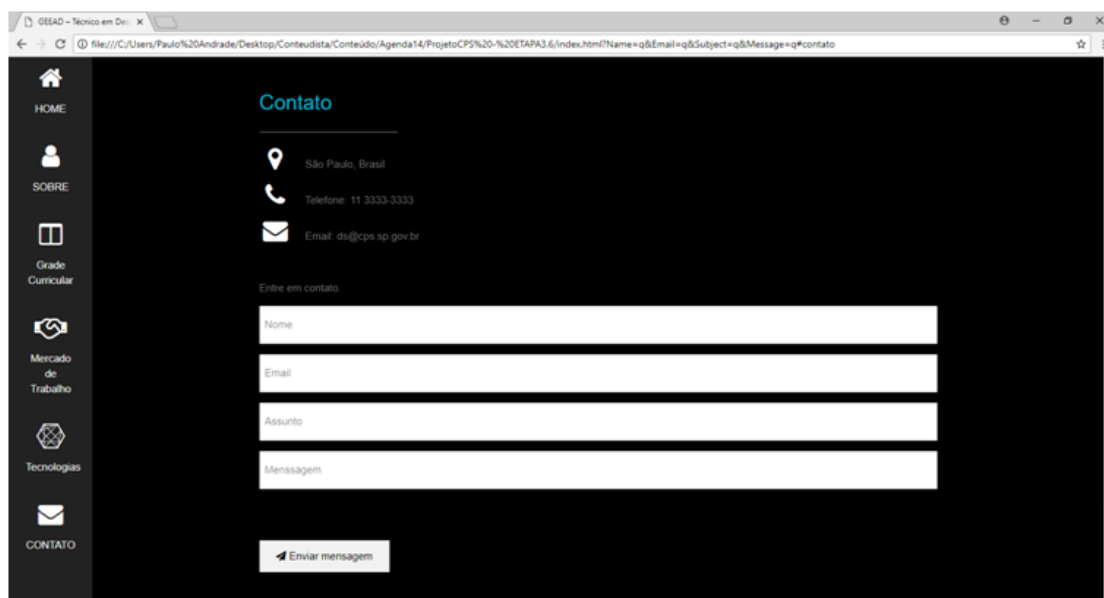 GEEAD – Técnico em Des
file:///C:/Users/Paulo%20Andrade/Desktop/Conteudista/Conteúdo/Agenda14/ProjetoCPS%20-%20ETAPA3.6/index.html?Name=q&Email=q&Subject=q&Message=q#contato
HOME
SOBRE
Grade
Curricular
Mercado
de
Trabalho
Tecnologias
CONTATO
Contato
São Paulo, Brasil
Telefone: 11 3333-3333
Email: ds@cps.sp.gov.br
Entre em contato:
Nome
Email
Assunto
Menssagem
Enviar mensagem